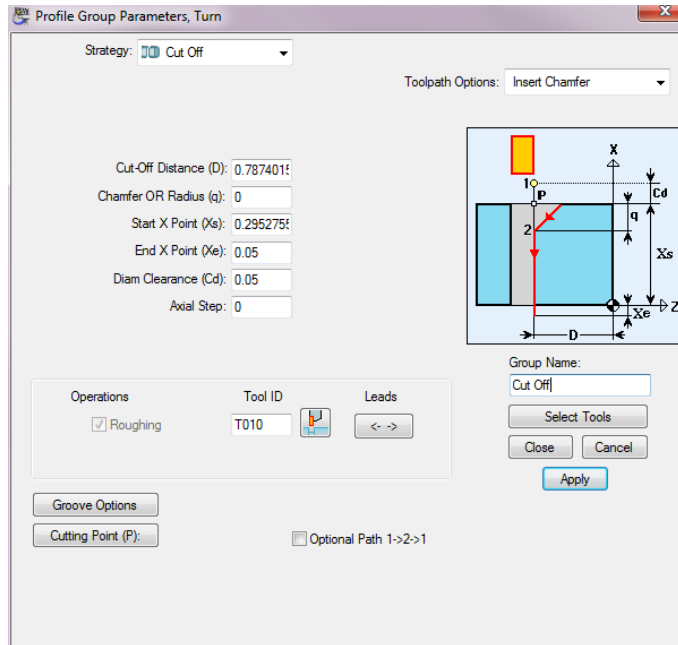 Profile Group Parameters, Turn
Strategy: Cut Off
Toolpath Options: Insert Chamfer
Cut-Off Distance (D): 0.7874015
Chamfer OR Radius (q): 0
Start X Point (Xs): 0.2952755
End X Point (Xe): 0.05
Diam Clearance (Cd): 0.05
Axial Step: 0
X
1
P
Cd
q
2
Xs
Z
Xe
D
Group Name:
Cut Off
Operations Tool ID Leads
Roughing T010 <- ->
Select Tools
Close Cancel
Apply
Groove Options
Cutting Point (P):
Optional Path 1->2->1